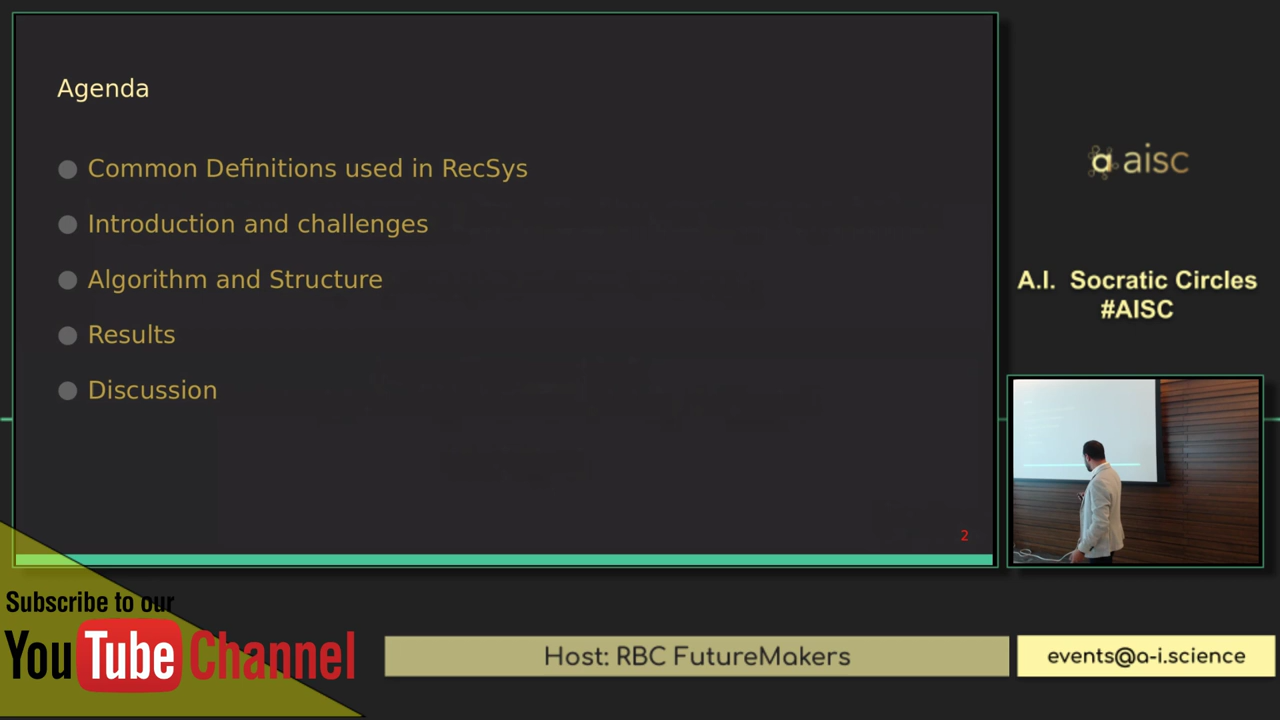 Agenda
Common Definitions used in RecSys
Introduction and challenges
Algorithm and Structure
Results
Discussion
2
a aisc
A.I. Socratic Circles
#AISC
Subscribe to our
YouTube Channel
Host: RBC FutureMakers
events@a-i.science